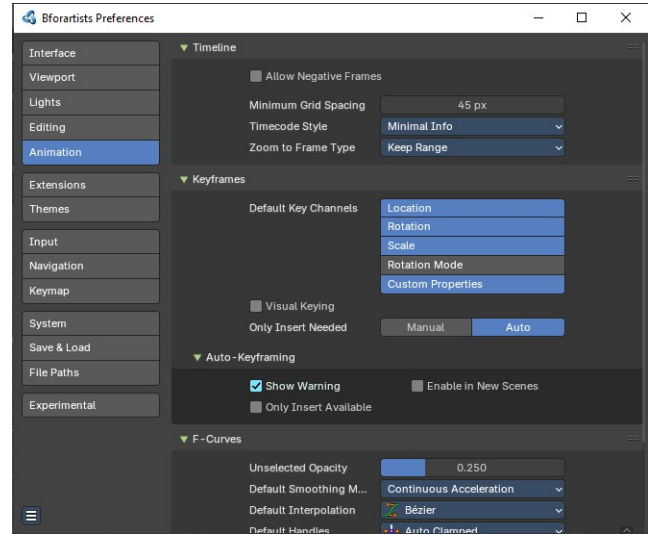 Bforartists Preferences
Interface
Viewport
Lights
Editing
Animation
Extensions
Themes
Input
Navigation
Keymap
System
Save & Load
File Paths
Experimental
Timeline
Allow Negative Frames
Minimum Grid Spacing 45 px
Timecode Style Minimal Info
Zoom to Frame Type Keep Range
Keyframes
Default Key Channels Location
Rotation
Scale
Rotation Mode
Custom Properties
Visual Keying
Only Insert Needed Manual Auto
Auto-Keyframing
Show Warning Enable in New Scenes
Only Insert Available
F-Curves
Unselected Opacity 0.250
Default Smoothing M... Continuous Acceleration
Default Interpolation Bézier
Default Handles Auto Clamped